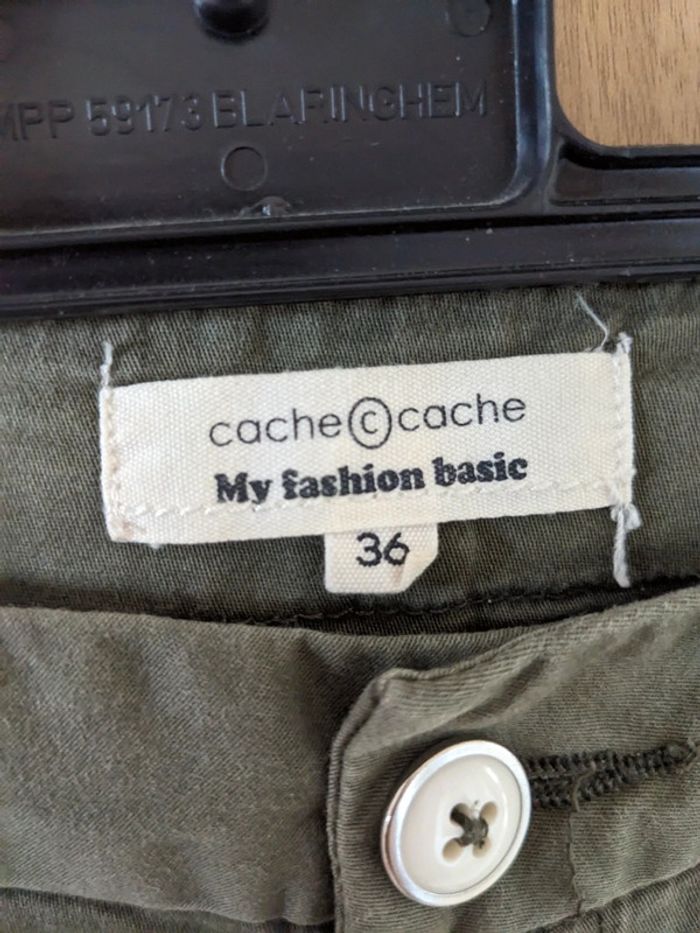 MPP 59173 BLARINGHEM
cache c cache
My fashion basic
36